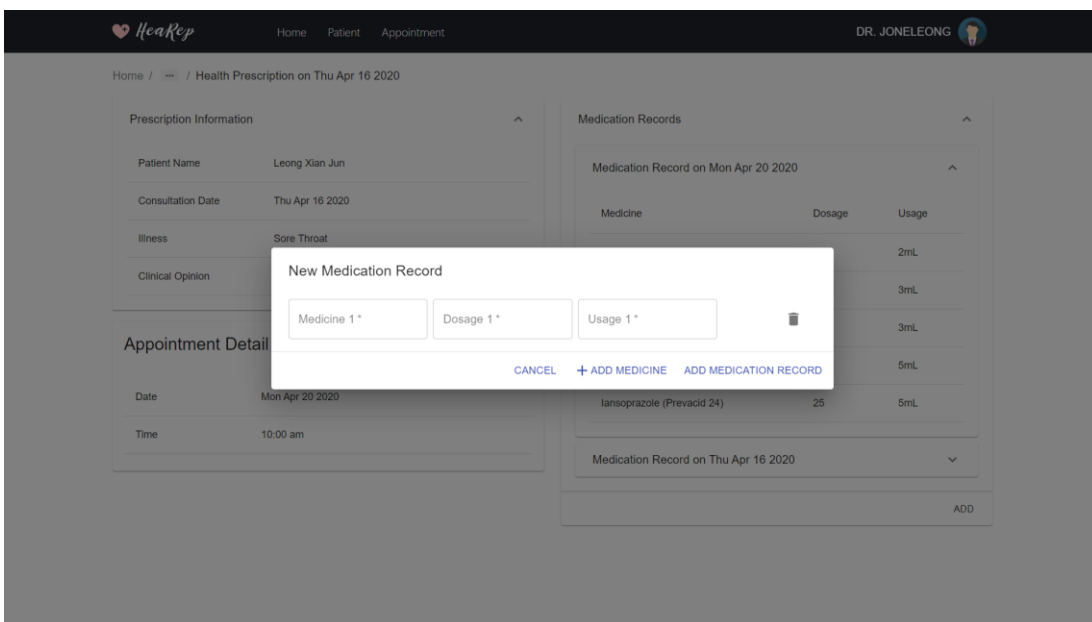 HeaRep
Home Patient Appointment
DR. JONELEONG
Home / ··· / Health Prescription on Thu Apr 16 2020
Prescription Information
Patient Name Leong Xian Jun
Consultation Date Thu Apr 16 2020
Illness Sore Throat
Clinical Opinion
Appointment Detail
Date Mon Apr 20 2020
Time 10:00 am
Medication Records
Medication Record on Mon Apr 20 2020
Medicine Dosage Usage
2mL
3mL
3mL
5mL
lansoprazole (Prevacid 24) 25 5mL
Medication Record on Thu Apr 16 2020
ADD
New Medication Record
Medicine 1 * Dosage 1 * Usage 1 *
CANCEL + ADD MEDICINE ADD MEDICATION RECORD